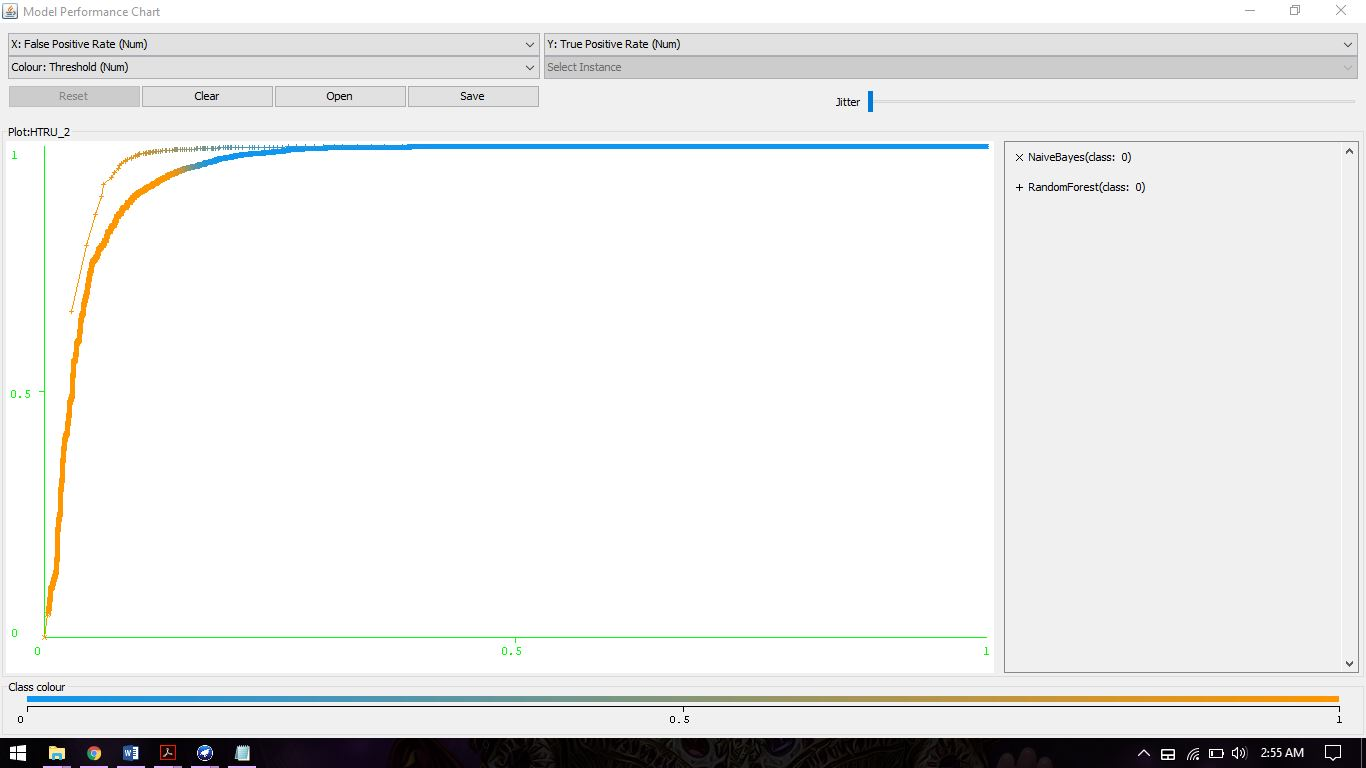 Model Performance Chart
X: False Positive Rate (Num) Y: True Positive Rate (Num)
Colour: Threshold (Num) Select Instance
Reset Clear Open Save Jitter
Plot:HTRU_2
1
0.5
0
0 0.5 1
NaiveBayes(class: 0)
RandomForest(class: 0)
Class colour
0 0.5 1
2:55 AM